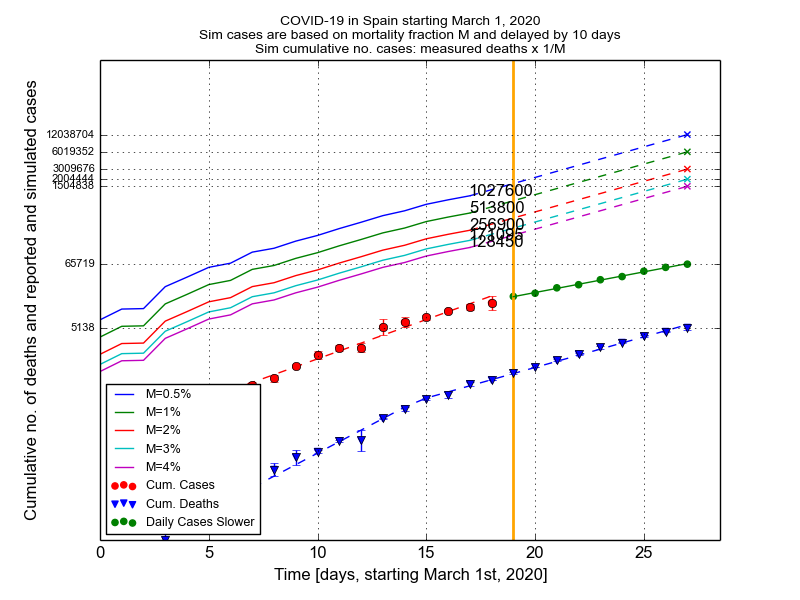 COVID-19 in Spain starting March 1, 2020
Sim cases are based on mortality fraction M and delayed by 10 days
Sim cumulative no. cases: measured deaths x 1/M
Cumulative no. of deaths and reported and simulated cases
12038704
6019352
3009676
2004444
1504838
65719
5138
1027600
513800
256900
171095
128450
M=0.5%
M=1%
M=2%
M=3%
M=4%
Cum. Cases
Cum. Deaths
Daily Cases Slower
0 5 10 15 20 25
Time [days, starting March 1st, 2020]